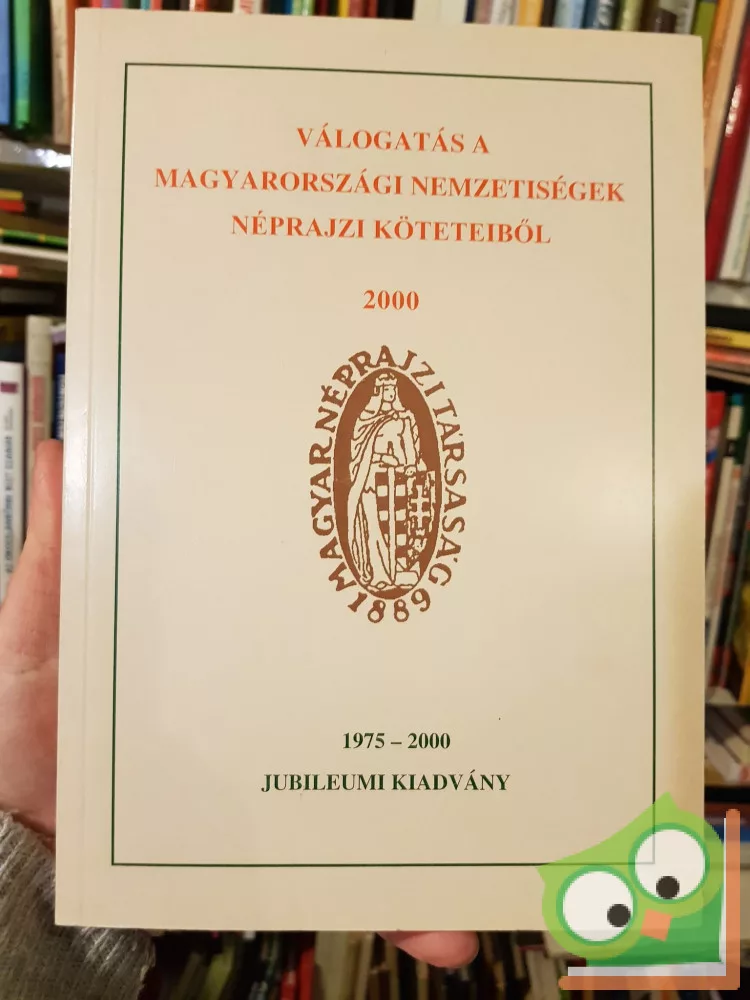 VÁLOGATÁS A
MAGYARORSZÁGI NEMZETISÉGEK
NÉPRAJZI KÖTETEIBŐL
2000
MAGYAR NÉPRAJZI TÁRSASÁG
1889
1975 – 2000
JUBILEUMI KIADVÁNY